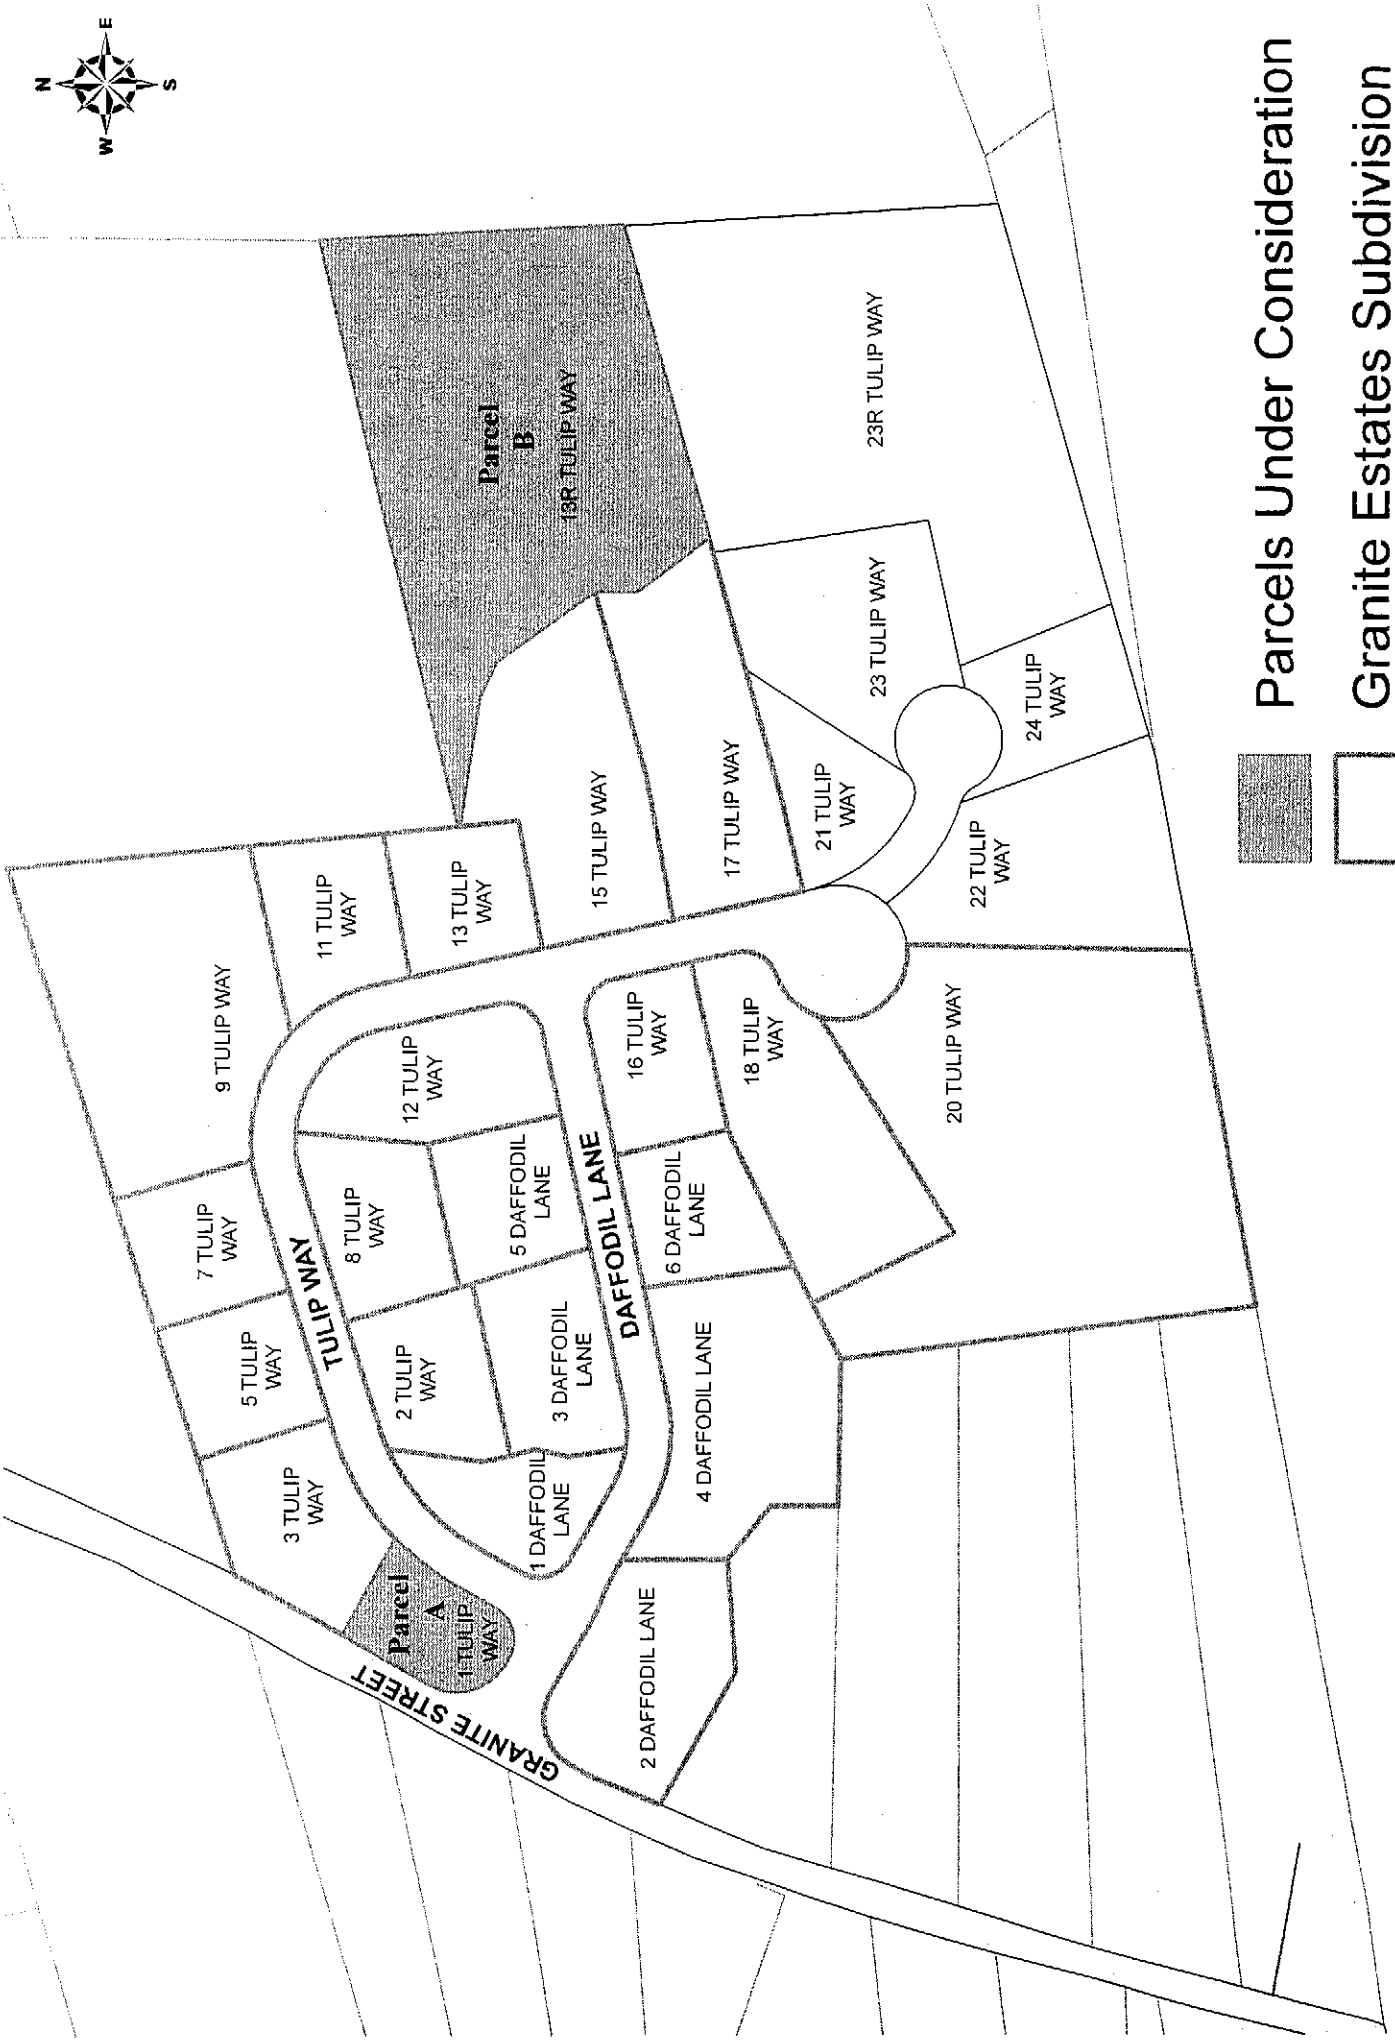 N
W
E
S
9 TULIP WAY
11 TULIP
WAY
13 TULIP
WAY
7 TULIP
WAY
5 TULIP
WAY
3 TULIP
WAY
TULIP WAY
8 TULIP
WAY
12 TULIP
WAY
2 TULIP
WAY
5 DAFFODIL
LANE
3 DAFFODIL
LANE
1 DAFFODIL
LANE
DAFFODIL LANE
Parcel
A
1 TULIP
WAY
GRANITE STREET
Parcel
B
13R TULIP WAY
15 TULIP WAY
17 TULIP WAY
16 TULIP
WAY
18 TULIP
WAY
6 DAFFODIL
LANE
4 DAFFODIL LANE
2 DAFFODIL LANE
20 TULIP WAY
21 TULIP
WAY
22 TULIP
WAY
23 TULIP WAY
24 TULIP
WAY
23R TULIP WAY
Parcels Under Consideration
Granite Estates Subdivision